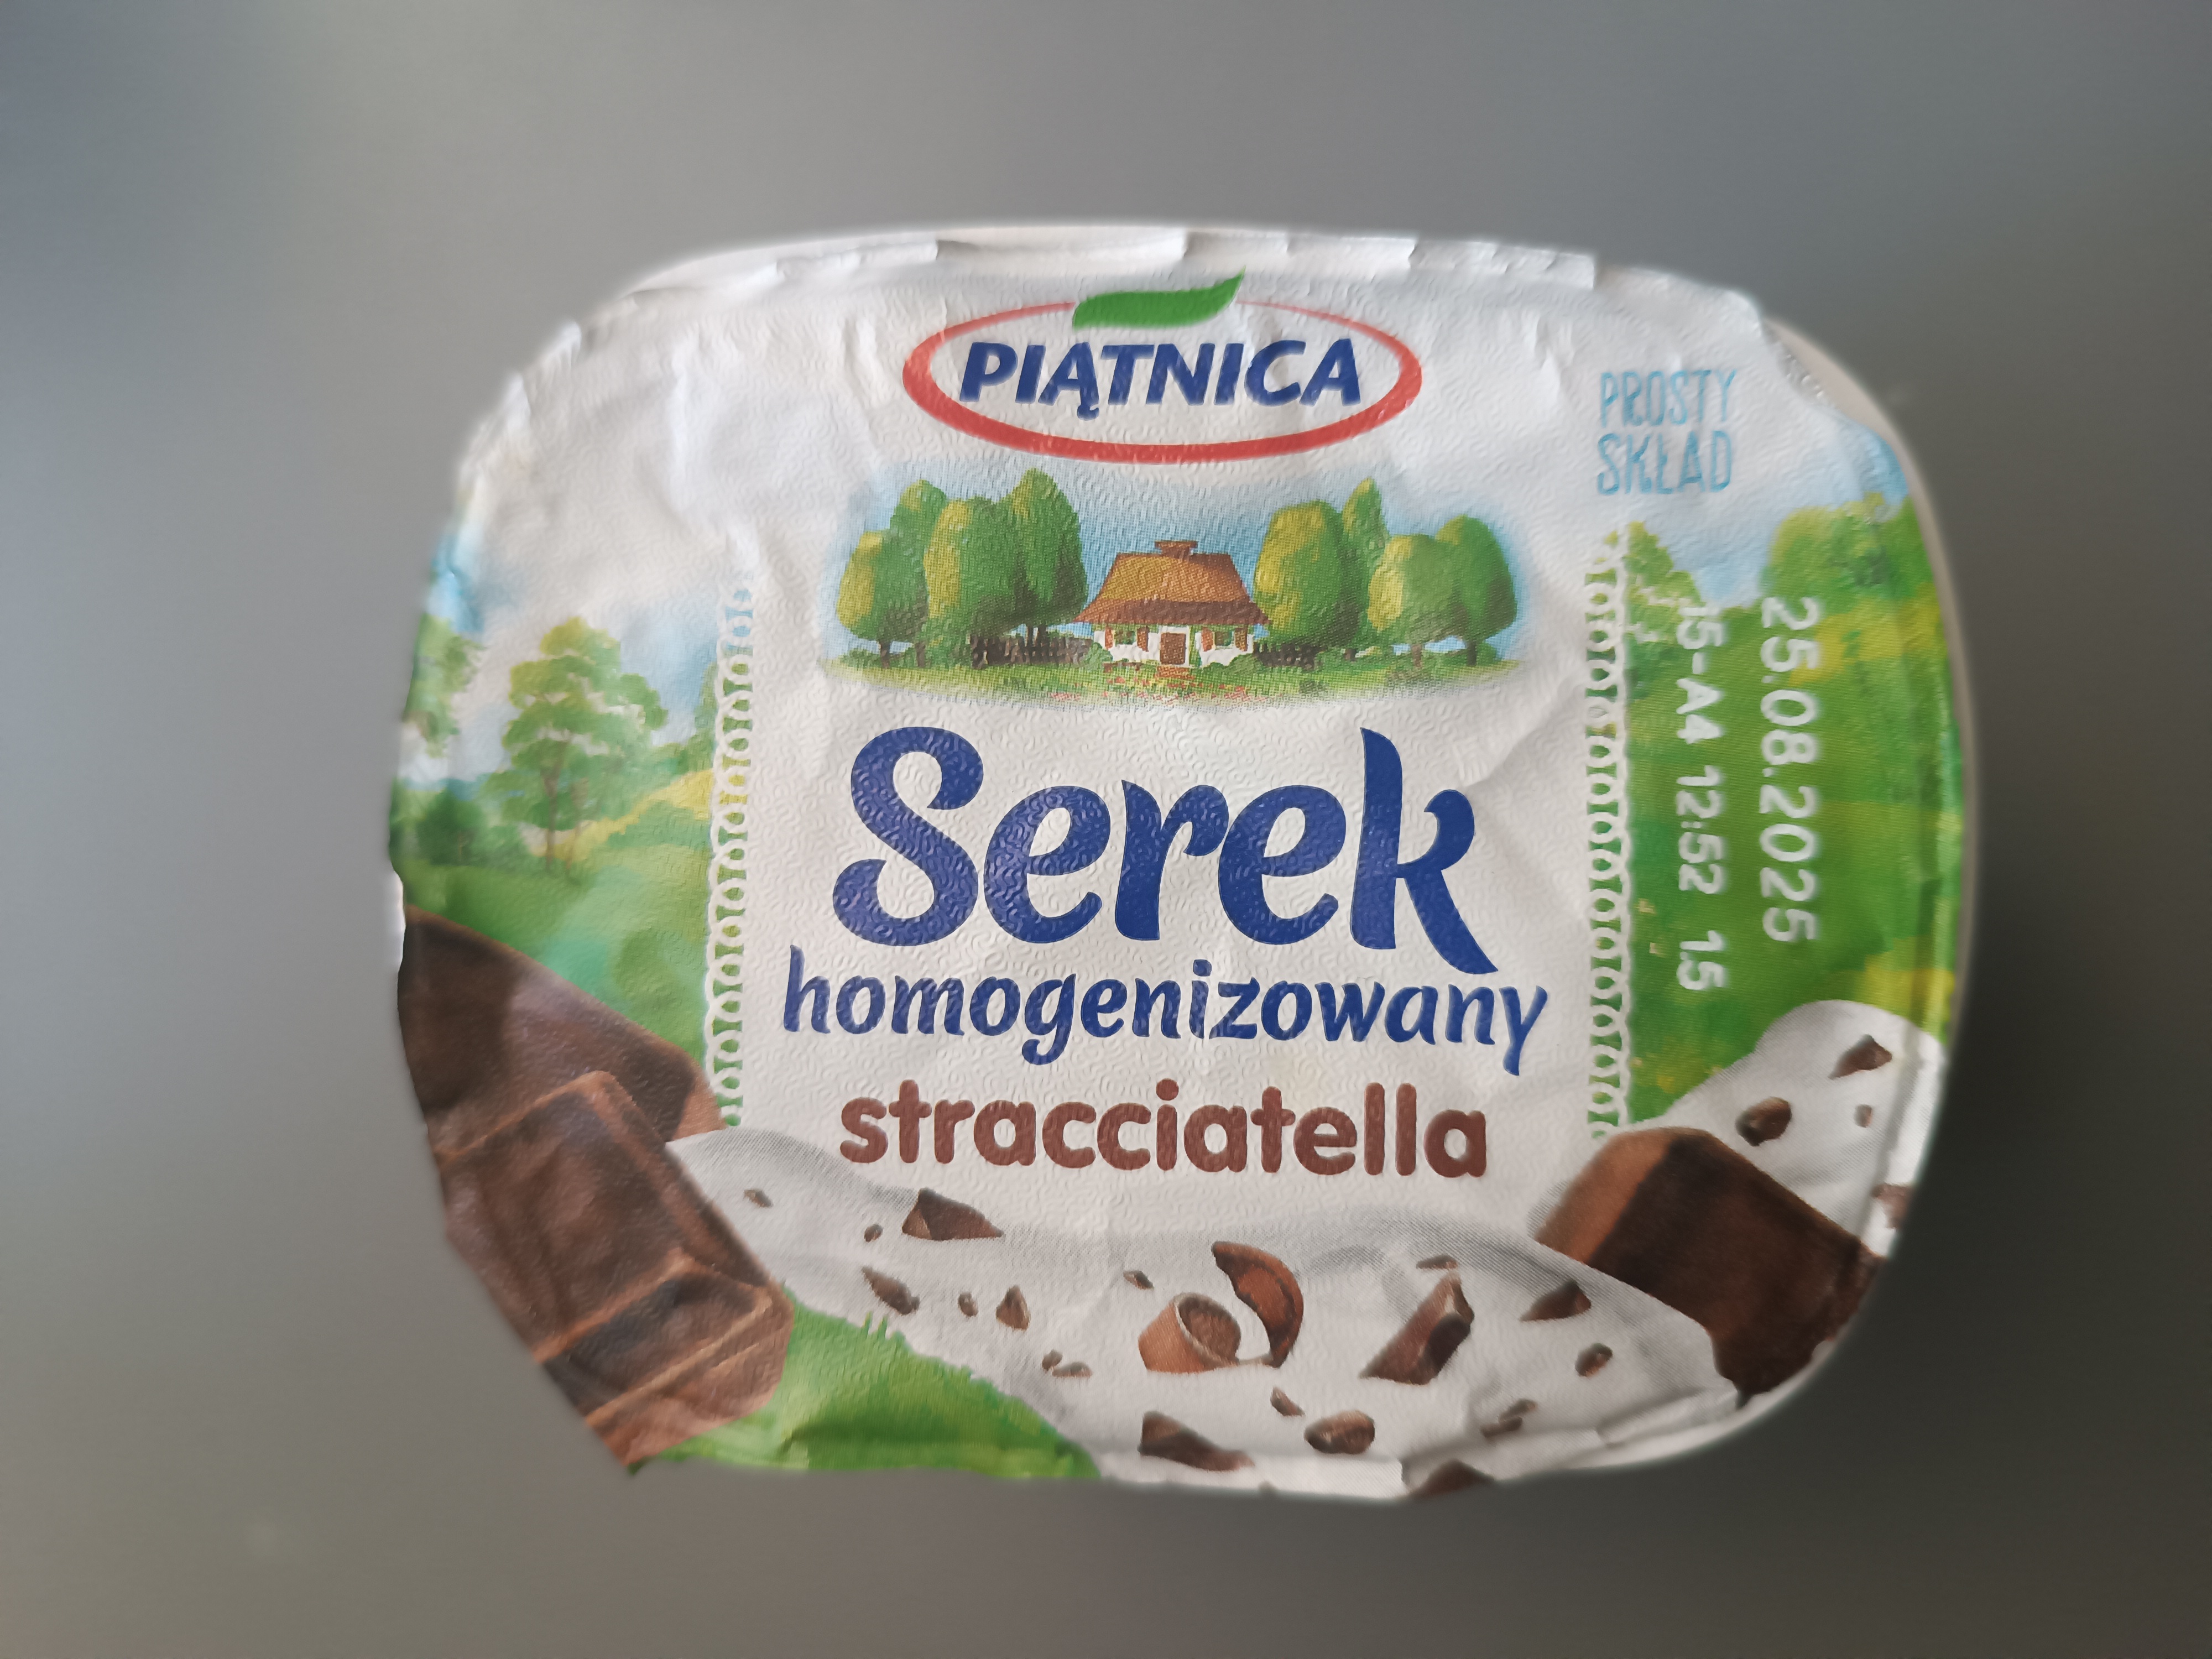 PIĄTNICA
PROSTY
SKŁAD
Serek
homogenizowany
stracciatella
25.08.2025
15-A4 12:52 15